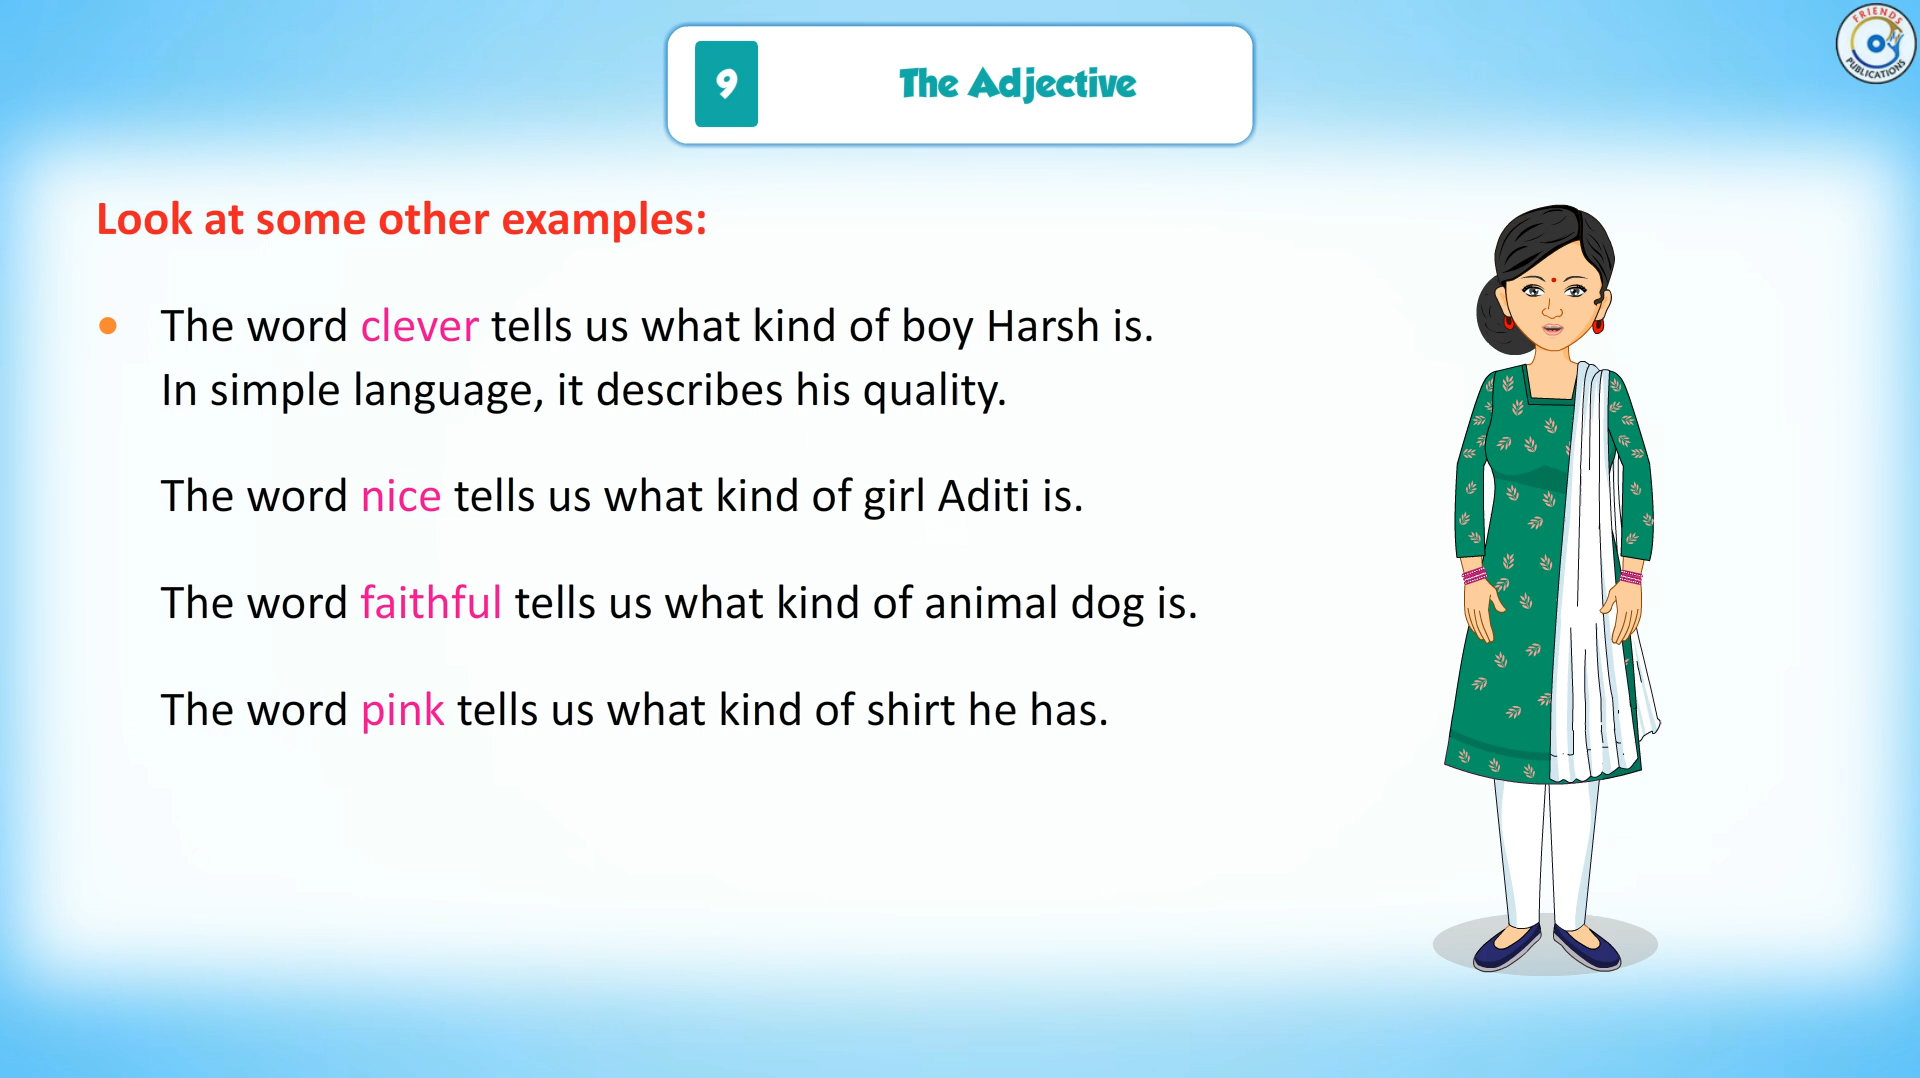 FRIENDS
PUBLICATIONS
9
The Adjective
Look at some other examples:
The word clever tells us what kind of boy Harsh is.
In simple language, it describes his quality.
The word nice tells us what kind of girl Aditi is.
The word faithful tells us what kind of animal dog is.
The word pink tells us what kind of shirt he has.